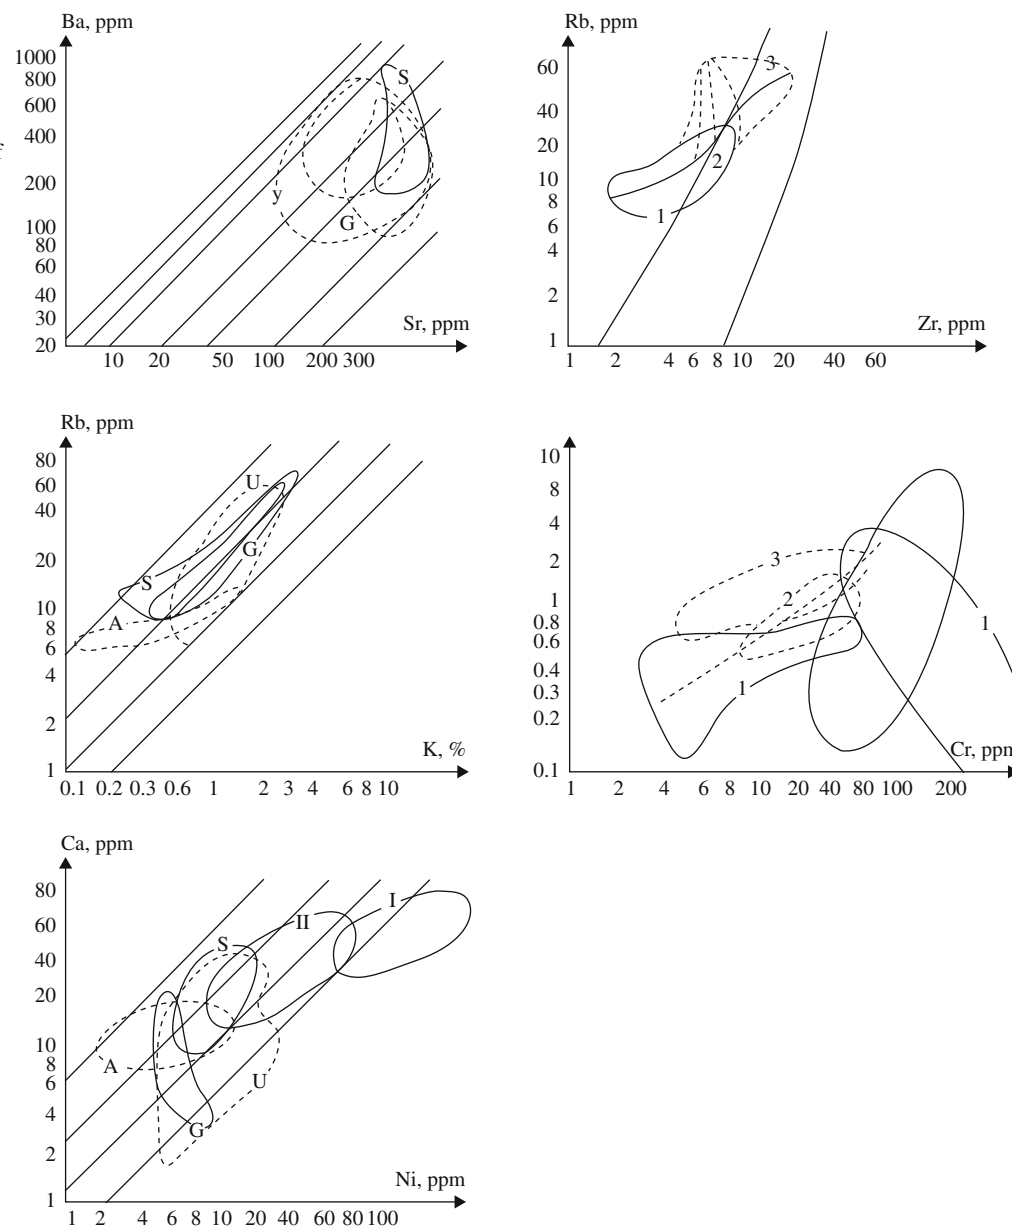 Ba, ppm
1000
800
600
400
200
100
80
60
40
30
20
S
y
G
Sr, ppm
10 20 50 100 200 300
f
Rb, ppm
60
40
20
10
8
6
4
2
1
3
2
1
Zr, ppm
1 2 4 6 8 10 20 40 60
Rb, ppm
80
60
40
20
10
8
6
4
2
1
U
G
S
A
K, %
0.1 0.2 0.3 0.6 1 2 3 4 6 8 10
10
8
4
2
1
0.8
0.6
0.4
0.3
0.2
0.1
3
2
1
1
Cr, ppm
1 2 4 6 8 10 20 40 80 100 200
Ca, ppm
80
60
40
20
10
8
6
4
2
1
I
II
S
A
U
G
Ni, ppm
1 2 4 6 8 10 20 40 60 80 100